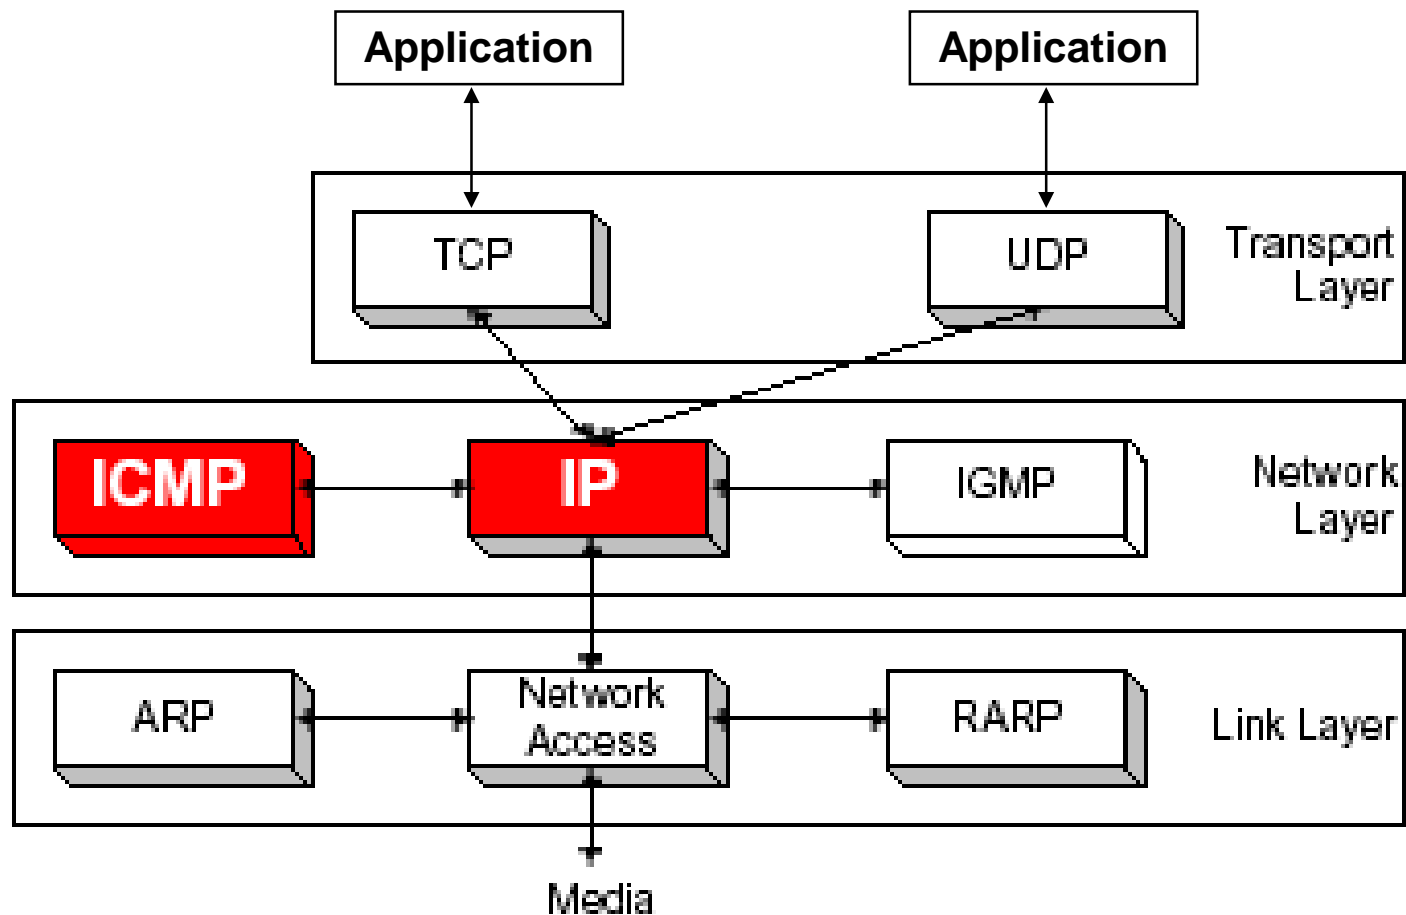 Application
Application
TCP
UDP
Transport
Layer
ICMP
IP
IGMP
Network
Layer
ARP
Network
Access
RARP
Link Layer
Media